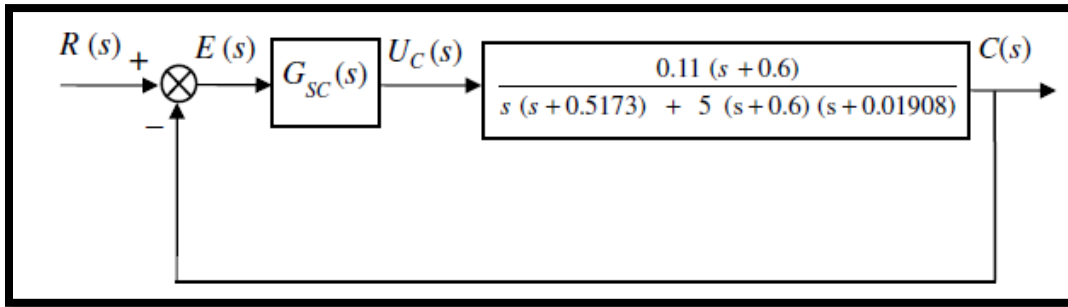 R (s) + E (s) G_SC (s) U_C (s) 0.11 (s + 0.6) C(s)
s (s + 0.5173) + 5 (s + 0.6) (s + 0.01908)
−